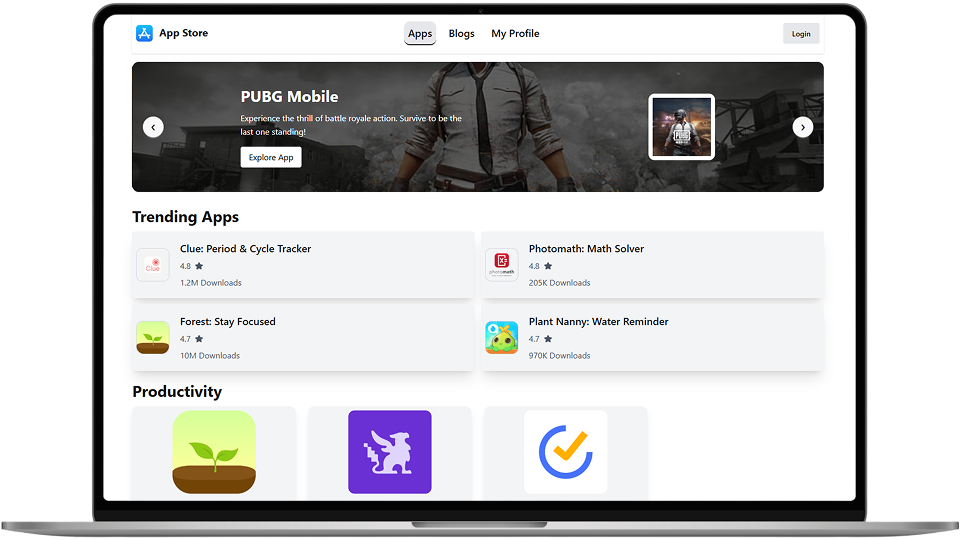 App Store
Apps
Blogs
My Profile
Login
PUBG Mobile
Experience the thrill of battle royale action. Survive to be the
last one standing!
Explore App
PUBG
Trending Apps
Clue: Period & Cycle Tracker
4.8
1.2M Downloads
Clue
Photomath: Math Solver
4.8
205K Downloads
photomath
Forest: Stay Focused
4.7
10M Downloads
Plant Nanny: Water Reminder
4.7
970K Downloads
Productivity